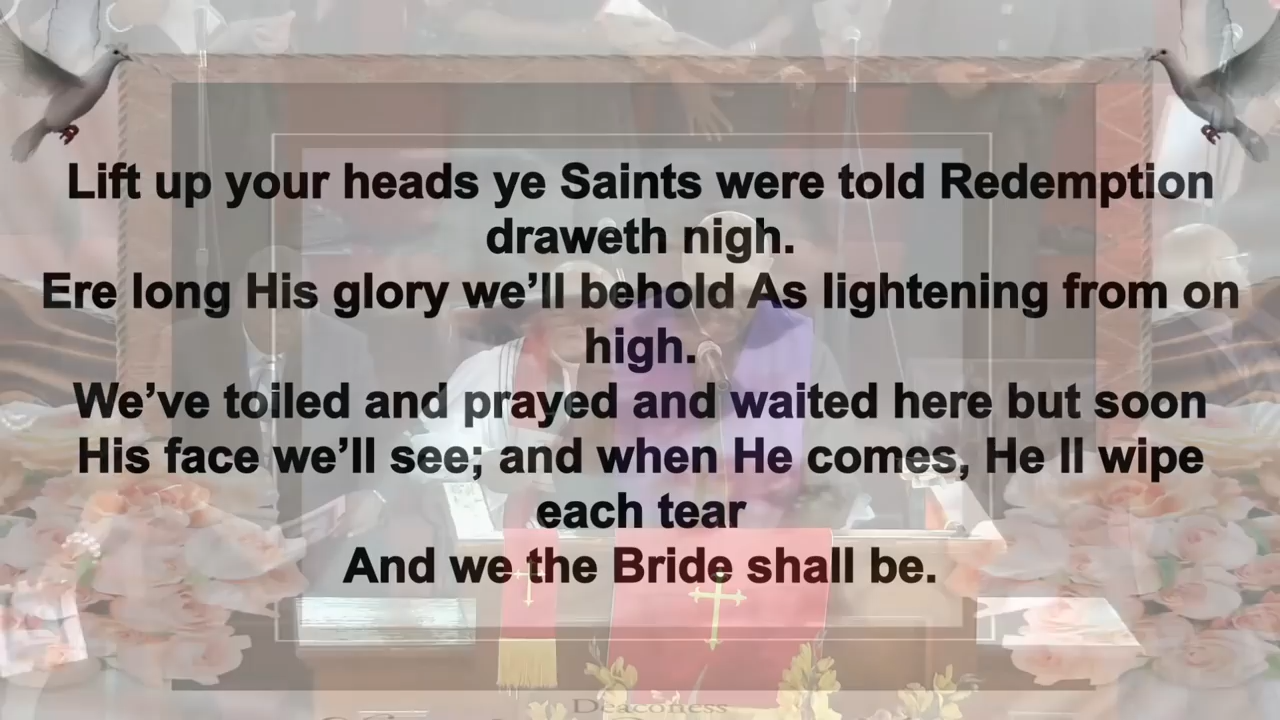 Lift up your heads ye Saints were told Redemption
draweth nigh.
Ere long His glory we’ll behold As lightening from on
high.
We’ve toiled and prayed and waited here but soon
His face we’ll see; and when He comes, He ll wipe
each tear
And we the Bride shall be.
Deaconess